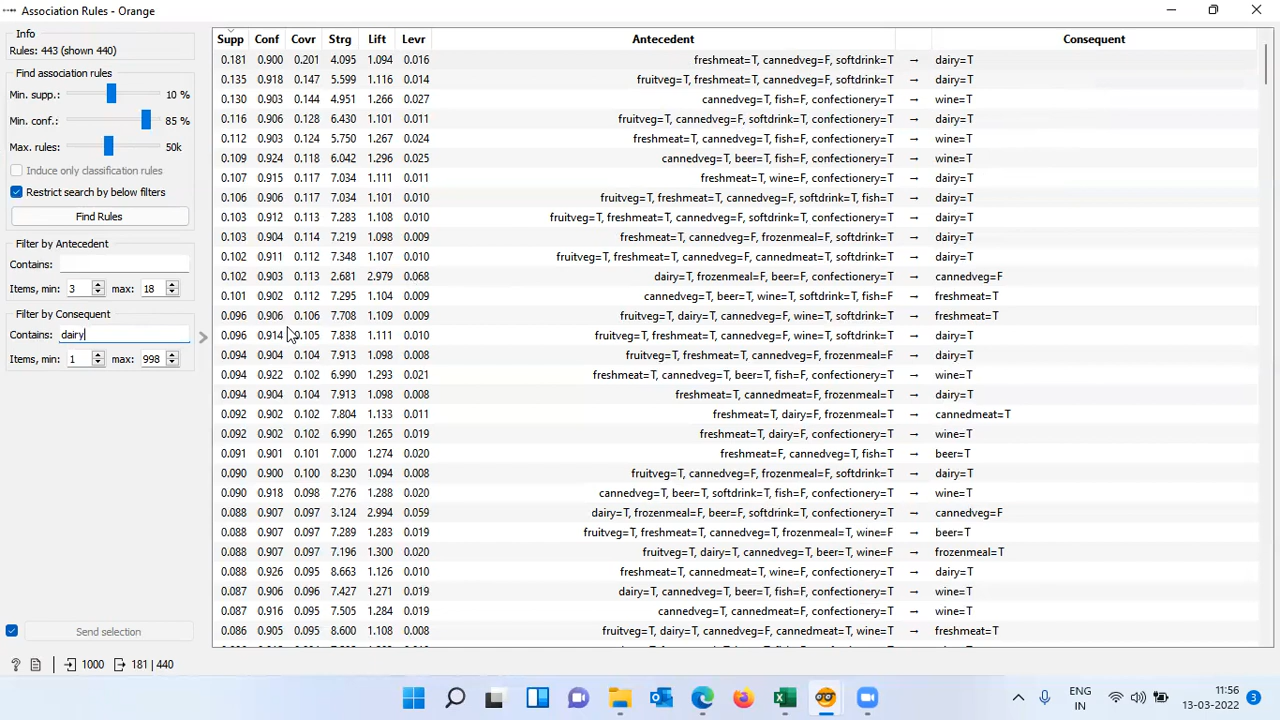 Association Rules - Orange
Info
Rules: 443 (shown 440)
Find association rules
Min. supp.: 10 %
Min. conf.: 85 %
Max. rules: 50k
Induce only classification rules
Restrict search by below filters
Find Rules
Filter by Antecedent
Contains:
Items, min: 3 max: 18
Filter by Consequent
Contains: dairy
Items, min: 1 max: 998
Send selection
1000 181 | 440
Supp Conf Covr Strg Lift Levr Antecedent Consequent
0.181 0.900 0.201 4.095 1.094 0.016 freshmeat=T, cannedveg=F, softdrink=T → dairy=T
0.135 0.918 0.147 5.599 1.116 0.014 fruitveg=T, freshmeat=T, cannedveg=F, softdrink=T → dairy=T
0.130 0.903 0.144 4.951 1.266 0.027 cannedveg=T, fish=F, confectionery=T → wine=T
0.116 0.906 0.128 6.430 1.101 0.011 fruitveg=T, cannedveg=F, softdrink=T, confectionery=T → dairy=T
0.112 0.903 0.124 5.750 1.267 0.024 freshmeat=T, cannedveg=T, confectionery=T → wine=T
0.109 0.924 0.118 6.042 1.296 0.025 cannedveg=T, beer=T, fish=F, confectionery=T → wine=T
0.107 0.915 0.117 7.034 1.111 0.011 freshmeat=T, wine=F, confectionery=T → dairy=T
0.106 0.906 0.117 7.034 1.101 0.010 fruitveg=T, freshmeat=T, cannedveg=F, softdrink=T, fish=T → dairy=T
0.103 0.912 0.113 7.283 1.108 0.010 fruitveg=T, freshmeat=T, cannedveg=F, softdrink=T, confectionery=T → dairy=T
0.103 0.904 0.114 7.219 1.098 0.009 freshmeat=T, cannedveg=F, frozenmeal=F, softdrink=T → dairy=T
0.102 0.911 0.112 7.348 1.107 0.010 fruitveg=T, freshmeat=T, cannedveg=F, cannedmeat=T, softdrink=T → dairy=T
0.102 0.903 0.113 2.681 2.979 0.068 dairy=T, frozenmeal=F, beer=F, confectionery=T → cannedveg=F
0.101 0.902 0.112 7.295 1.104 0.009 cannedveg=T, beer=T, wine=T, softdrink=T, fish=F → freshmeat=T
0.096 0.906 0.106 7.708 1.109 0.009 fruitveg=T, dairy=T, cannedveg=F, wine=T, confectionery=T → freshmeat=T
0.096 0.914 0.105 7.838 1.111 0.010 fruitveg=T, freshmeat=T, cannedveg=F, wine=T, softdrink=T → dairy=T
0.094 0.904 0.104 7.913 1.098 0.008 fruitveg=T, freshmeat=T, cannedveg=F, frozenmeal=F → dairy=T
0.094 0.922 0.102 6.990 1.293 0.021 freshmeat=T, cannedveg=T, beer=T, confectionery=T → wine=T
0.094 0.904 0.104 7.913 1.098 0.008 freshmeat=T, cannedmeat=F, frozenmeal=T → dairy=T
0.092 0.902 0.102 7.804 1.133 0.011 freshmeat=T, dairy=F, frozenmeal=T → cannedmeat=T
0.092 0.902 0.102 6.990 1.265 0.019 freshmeat=T, dairy=F, confectionery=T → wine=T
0.091 0.901 0.101 7.000 1.274 0.020 freshmeat=F, cannedveg=T, fish=T → beer=T
0.090 0.900 0.100 8.230 1.094 0.008 fruitveg=T, cannedveg=F, frozenmeal=F, softdrink=T → dairy=T
0.090 0.918 0.098 7.276 1.288 0.020 cannedveg=T, beer=T, softdrink=T, fish=F, confectionery=T → wine=T
0.088 0.907 0.097 3.124 2.994 0.059 dairy=T, frozenmeal=F, beer=F, softdrink=T, confectionery=T → cannedveg=F
0.088 0.907 0.097 7.289 1.283 0.019 fruitveg=T, freshmeat=T, cannedveg=T, frozenmeal=T, wine=F → beer=T
0.088 0.907 0.097 7.196 1.300 0.020 fruitveg=T, dairy=T, cannedveg=T, beer=T, wine=F → frozenmeal=T
0.088 0.926 0.095 8.663 1.126 0.010 freshmeat=T, cannedmeat=T, wine=F, confectionery=T → dairy=T
0.087 0.906 0.096 7.427 1.271 0.019 dairy=T, cannedveg=T, fish=F, confectionery=T → wine=T
0.087 0.916 0.095 7.505 1.284 0.019 cannedveg=T, cannedmeat=F, confectionery=T → wine=T
0.086 0.905 0.095 8.600 1.108 0.008 fruitveg=T, dairy=T, cannedveg=F, cannedmeat=T, wine=T → freshmeat=T
ENG
IN
11:56
13-03-2022
3